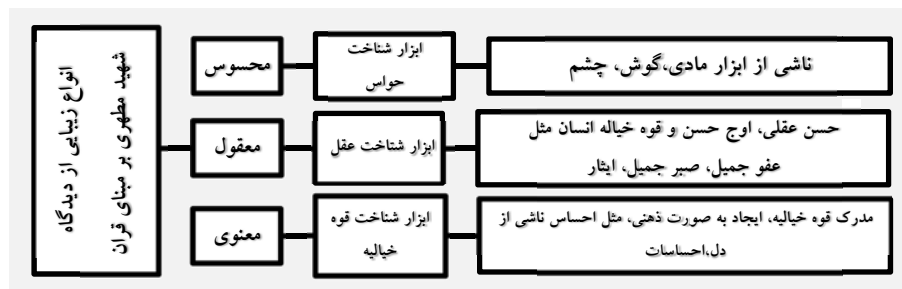 انواع زیبایی از دیدگاه
شهید مطهری بر مبنای قران
محسوس
ابزار شناخت
حواس
ناشی از ابزار مادی،گوش، چشم
معقول
ابزار شناخت عقل
حسن عقلی، اوج حسن و قوه خیاله انسان مثل
عفو جمیل، صبر جمیل، ایثار
معنوی
ابزار شناخت قوه
خیالیه
مدرک قوه خیالیه، ایجاد به صورت ذهنی، مثل احساس ناشی از
دل،احساسات